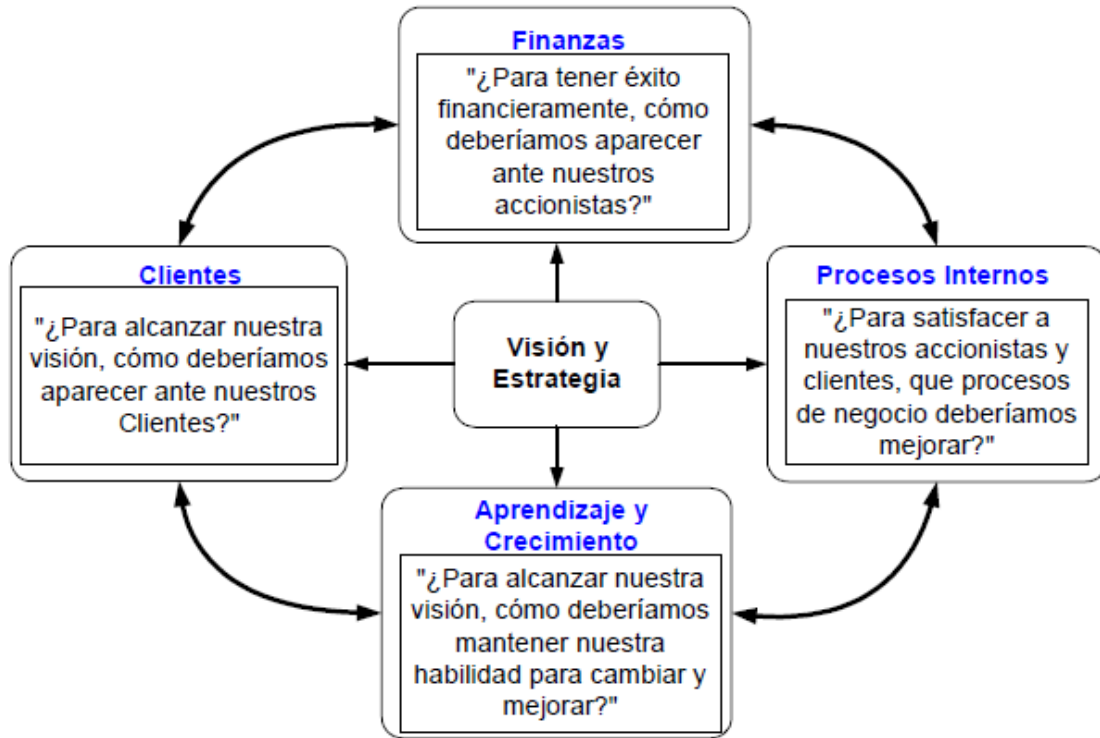 Finanzas
"¿Para tener éxito
financieramente, cómo
deberíamos aparecer
ante nuestros
accionistas?"
Clientes
"¿Para alcanzar nuestra
visión, cómo deberíamos
aparecer ante nuestros
Clientes?"
Visión y
Estrategia
Procesos Internos
"¿Para satisfacer a
nuestros accionistas y
clientes, que procesos
de negocio deberíamos
mejorar?"
Aprendizaje y
Crecimiento
"¿Para alcanzar nuestra
visión, cómo deberíamos
mantener nuestra
habilidad para cambiar y
mejorar?"